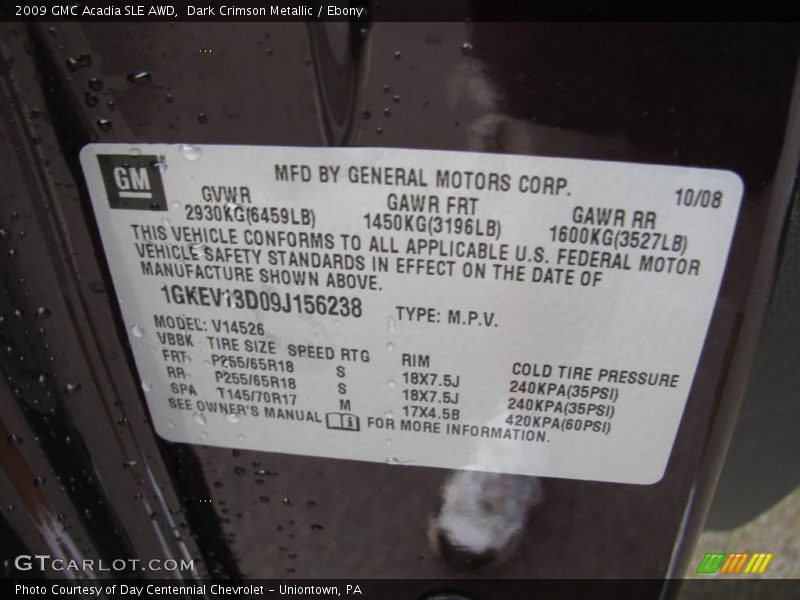 2009 GMC Acadia SLE AWD,  Dark Crimson Metallic / Ebony
GM
MFD BY GENERAL MOTORS CORP.
10/08
GVWR GAWR FRT GAWR RR
2930KG(6459LB) 1450KG(3196LB) 1600KG(3527LB)
THIS VEHICLE CONFORMS TO ALL APPLICABLE U.S. FEDERAL MOTOR
VEHICLE SAFETY STANDARDS IN EFFECT ON THE DATE OF
MANUFACTURE SHOWN ABOVE.
1GKEV13D09J156238 TYPE: M.P.V.
MODEL: V14526
VBBK TIRE SIZE SPEED RTG RIM COLD TIRE PRESSURE
FRT P255/65R18 S 18X7.5J 240KPA(35PSI)
RR P255/65R18 S 18X7.5J 240KPA(35PSI)
SPA T145/70R17 M 17X4.5B 420KPA(60PSI)
SEE OWNER'S MANUAL FOR MORE INFORMATION.
GTCARLOT.COM
Photo Courtesy of Day Centennial Chevrolet - Uniontown, PA